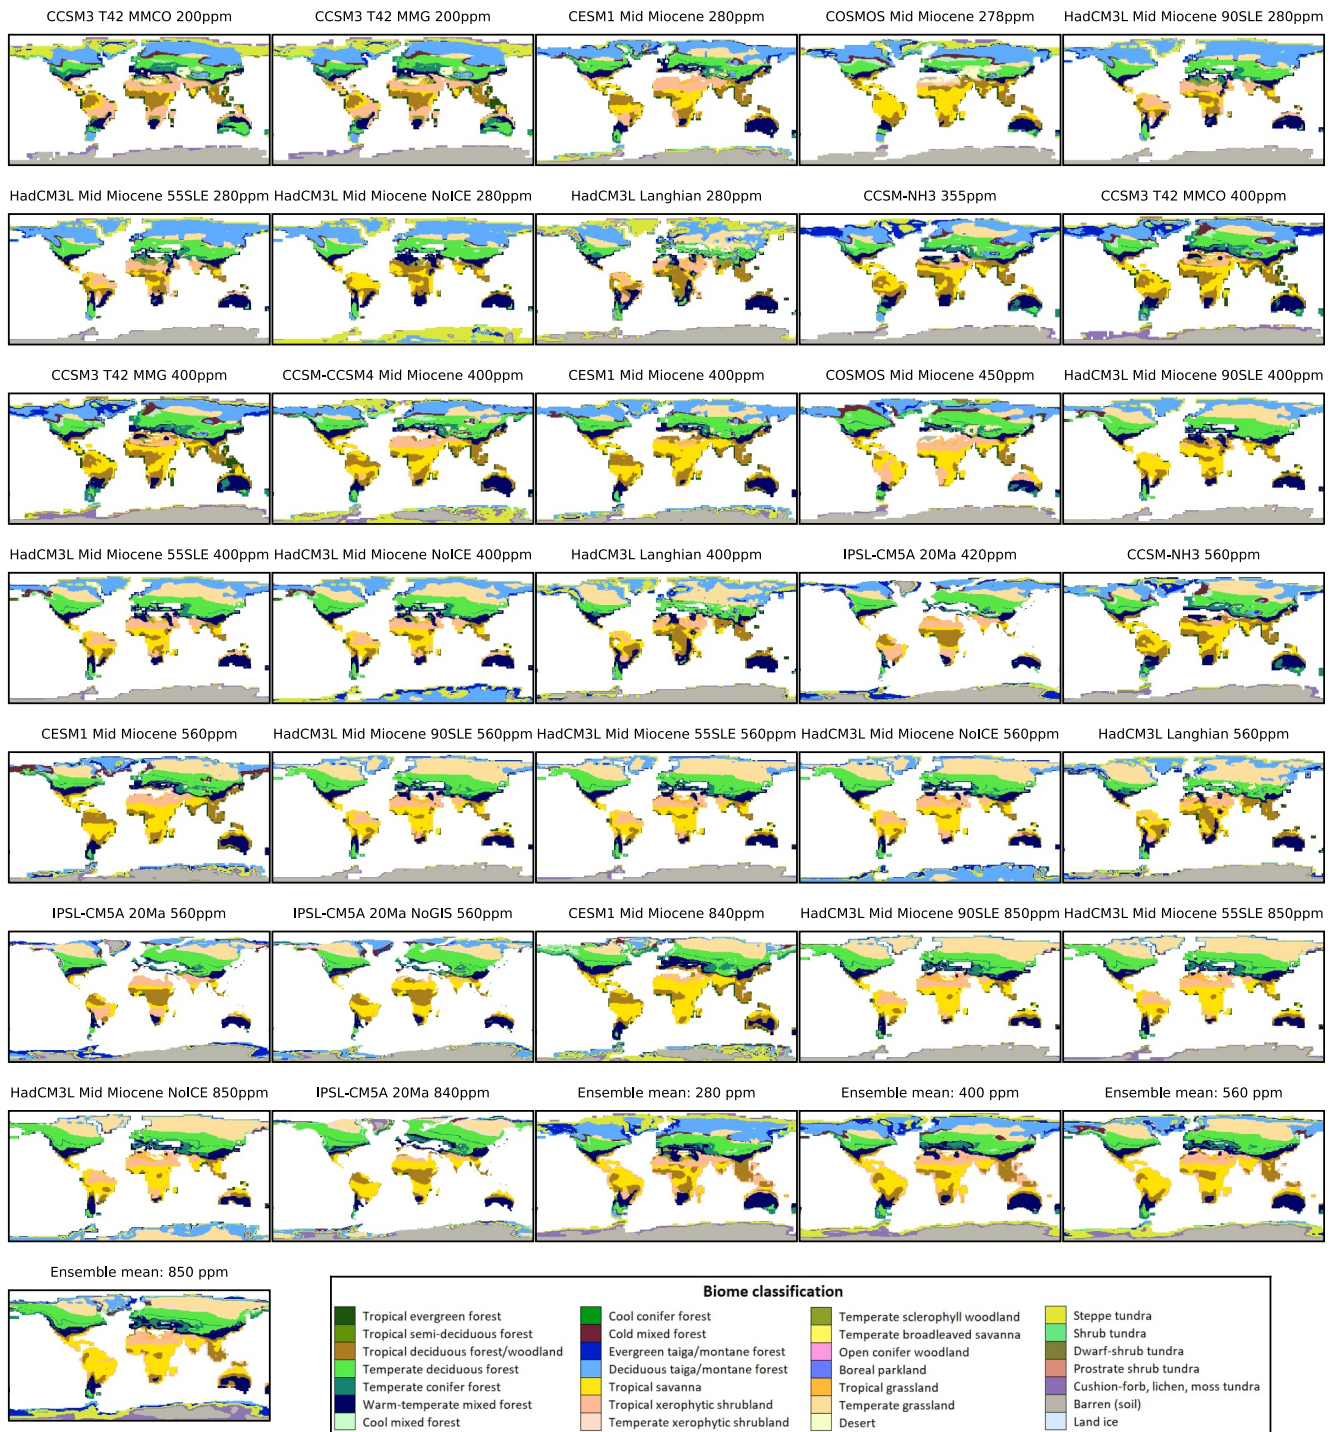 CCSM3 T42 MMCO 200ppm
CCSM3 T42 MMG 200ppm
CESM1 Mid Miocene 280ppm
COSMOS Mid Miocene 278ppm
HadCM3L Mid Miocene 90SLE 280ppm
HadCM3L Mid Miocene 55SLE 280ppm
HadCM3L Mid Miocene NoICE 280ppm
HadCM3L Langhian 280ppm
CCSM-NH3 355ppm
CCSM3 T42 MMCO 400ppm
CCSM3 T42 MMG 400ppm
CCSM-CCSM4 Mid Miocene 400ppm
CESM1 Mid Miocene 400ppm
COSMOS Mid Miocene 450ppm
HadCM3L Mid Miocene 90SLE 400ppm
HadCM3L Mid Miocene 55SLE 400ppm
HadCM3L Mid Miocene NoICE 400ppm
HadCM3L Langhian 400ppm
IPSL-CM5A 20Ma 420ppm
CCSM-NH3 560ppm
CESM1 Mid Miocene 560ppm
HadCM3L Mid Miocene 90SLE 560ppm
HadCM3L Mid Miocene 55SLE 560ppm
HadCM3L Mid Miocene NoICE 560ppm
HadCM3L Langhian 560ppm
IPSL-CM5A 20Ma 560ppm
IPSL-CM5A 20Ma NoGIS 560ppm
CESM1 Mid Miocene 840ppm
HadCM3L Mid Miocene 90SLE 850ppm
HadCM3L Mid Miocene 55SLE 850ppm
HadCM3L Mid Miocene NoICE 850ppm
IPSL-CM5A 20Ma 840ppm
Ensemble mean: 280 ppm
Ensemble mean: 400 ppm
Ensemble mean: 560 ppm
Ensemble mean: 850 ppm
Biome classification
Tropical evergreen forest
Tropical semi-deciduous forest
Tropical deciduous forest/woodland
Temperate deciduous forest
Temperate conifer forest
Warm-temperate mixed forest
Cool mixed forest
Cool conifer forest
Cold mixed forest
Evergreen taiga/montane forest
Deciduous taiga/montane forest
Tropical savanna
Tropical xerophytic shrubland
Temperate xerophytic shrubland
Temperate sclerophyll woodland
Temperate broadleaved savanna
Open conifer woodland
Boreal parkland
Tropical grassland
Temperate grassland
Desert
Steppe tundra
Shrub tundra
Dwarf-shrub tundra
Prostrate shrub tundra
Cushion-forb, lichen, moss tundra
Barren (soil)
Land ice